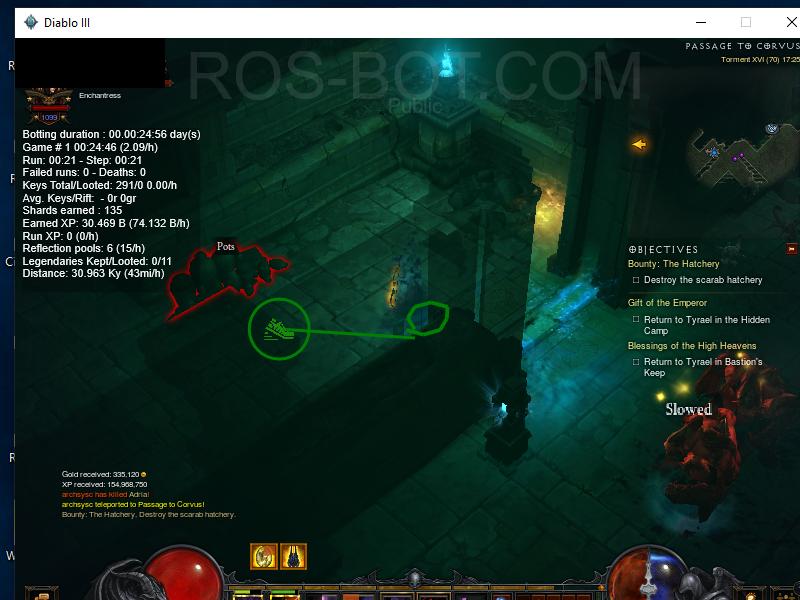 Diablo III
PASSAGE TO CORVUS
Torment XVI (70) 17:25
ROS-BOT.COM
Public
Enchantress
1099
Botting duration : 00.00:24:56 day(s)
Game # 1 00:24:46 (2.09/h)
Run: 00:21 - Step: 00:21
Failed runs: 0 - Deaths: 0
Keys Total/Looted: 291/0 0.00/h
Avg. Keys/Rift: - 0r 0gr
Shards earned : 135
Earned XP: 30.469 B (74.132 B/h)
Run XP: 0 (0/h)
Reflection pools: 6 (15/h)
Legendaries Kept/Looted: 0/11
Distance: 30.963 Ky (43mi/h)
Pots
OBJECTIVES
Bounty: The Hatchery
Destroy the scarab hatchery
Gift of the Emperor
Return to Tyrael in the Hidden
Camp
Blessings of the High Heavens
Return to Tyrael in Bastion's
Keep
Slowed
Gold received: 335,120
XP received: 154,968,750
archsysc has killed Adria!
archsysc teleported to Passage to Corvus!
Bounty: The Hatchery, Destroy the scarab hatchery.